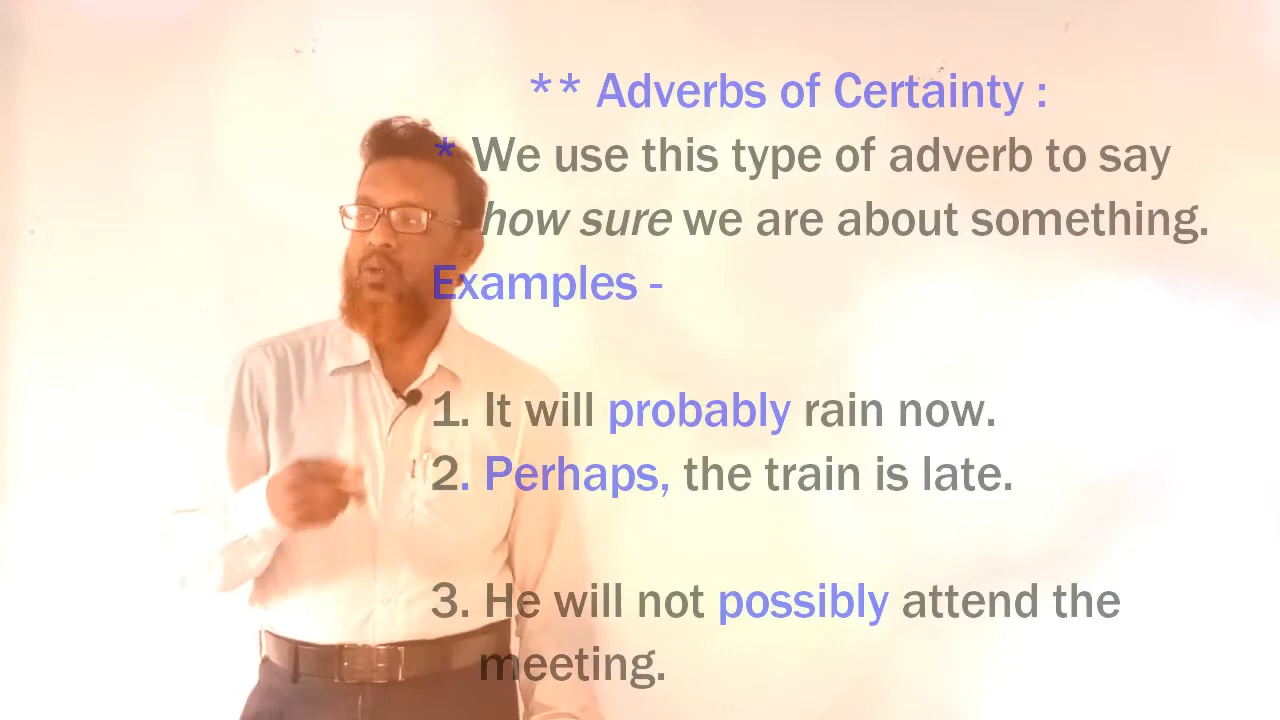 ** Adverbs of Certainty :
* We use this type of adverb to say
how sure we are about something.
Examples -
1. It will probably rain now.
2. Perhaps, the train is late.
3. He will not possibly attend the
meeting.